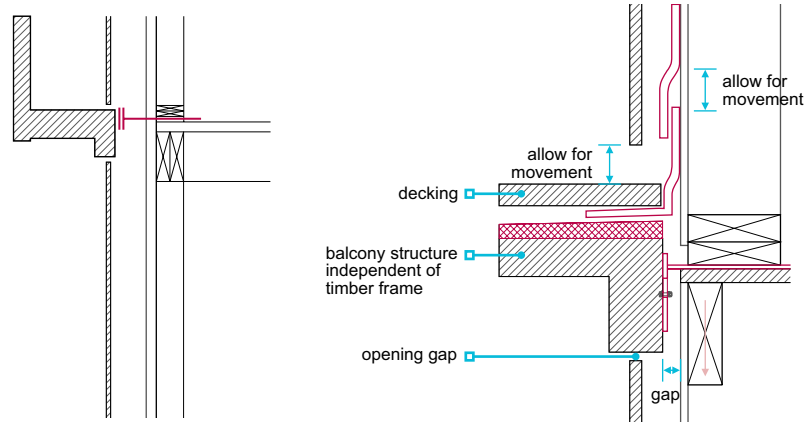 allow for
movement
allow for
movement
decking
balcony structure
independent of
timber frame
opening gap
gap